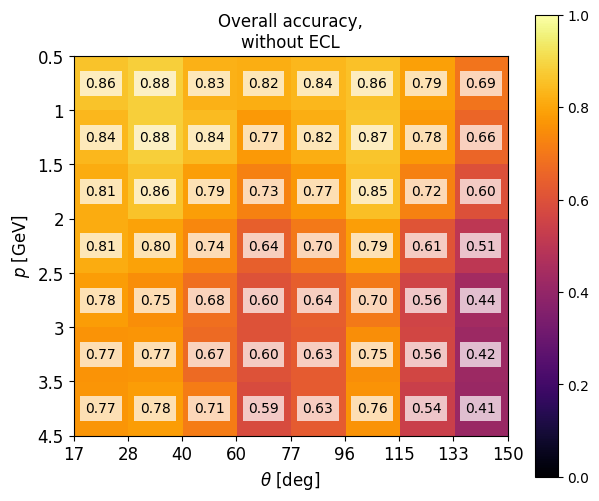 Overall accuracy,
without ECL
0.5
1
1.5
2
2.5
3
3.5
4.5
p [GeV]
0.86 0.88 0.83 0.82 0.84 0.86 0.79 0.69
0.84 0.88 0.84 0.77 0.82 0.87 0.78 0.66
0.81 0.86 0.79 0.73 0.77 0.85 0.72 0.60
0.81 0.80 0.74 0.64 0.70 0.79 0.61 0.51
0.78 0.75 0.68 0.60 0.64 0.70 0.56 0.44
0.77 0.77 0.67 0.60 0.63 0.75 0.56 0.42
0.77 0.78 0.71 0.59 0.63 0.76 0.54 0.41
17 28 40 60 77 96 115 133 150
θ [deg]
1.0
0.8
0.6
0.4
0.2
0.0